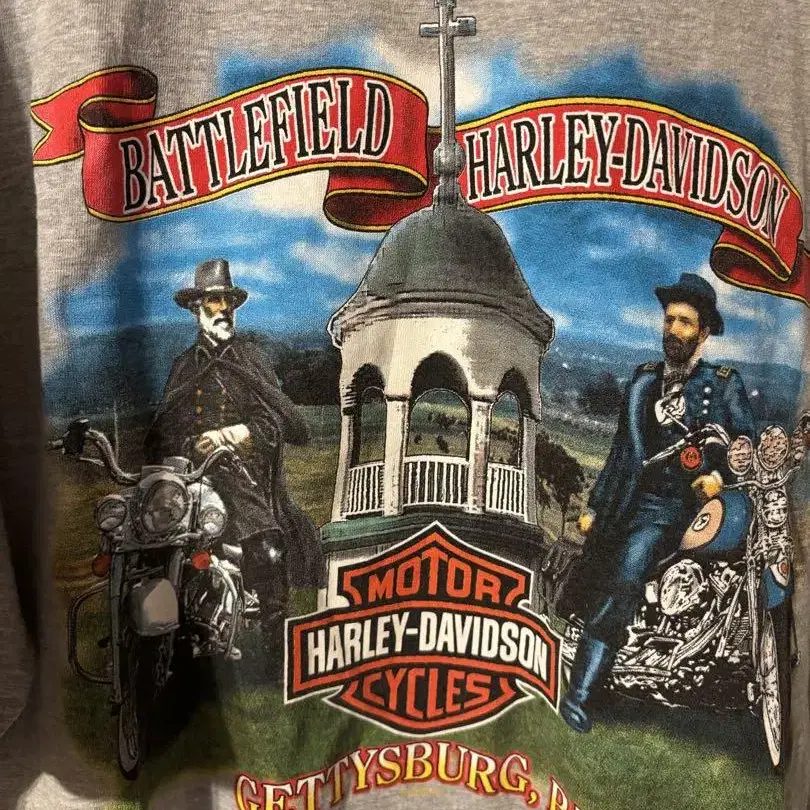 BATTLEFIELD HARLEY-DAVIDSON
MOTOR
HARLEY-DAVIDSON
CYCLES
GETTYSBURG,